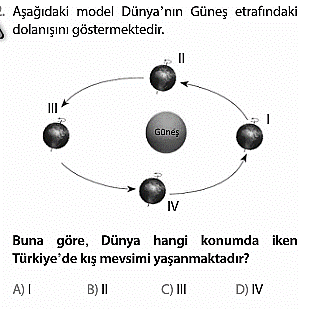 2. Aşağıdaki model Dünya'nın Güneş etrafındaki
dolanışını göstermektedir.
II
III
Güneş
I
IV
Buna göre, Dünya hangi konumda iken
Türkiye'de kış mevsimi yaşanmaktadır?
A) I B) II C) III D) IV